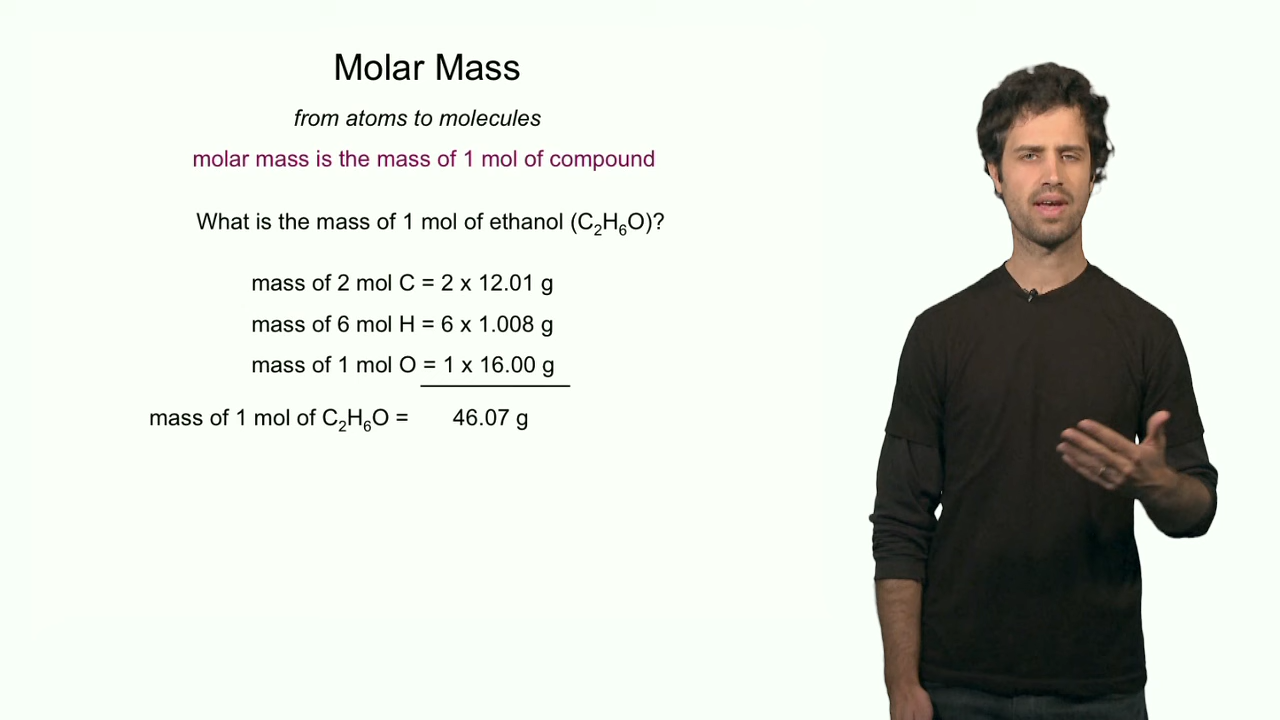 Molar Mass
from atoms to molecules
molar mass is the mass of 1 mol of compound
What is the mass of 1 mol of ethanol (C₂H₆O)?
mass of 2 mol C = 2 x 12.01 g
mass of 6 mol H = 6 x 1.008 g
mass of 1 mol O = 1 x 16.00 g
mass of 1 mol of C₂H₆O = 46.07 g